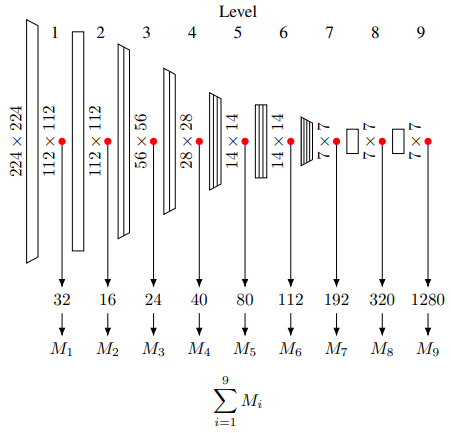 Level
1 2 3 4 5 6 7 8 9
224 × 224
112 × 112
112 × 112
56 × 56
28 × 28
14 × 14
14 × 14
7 × 7
7 × 7
7 × 7
32 16 24 40 80 112 192 320 1280
M₁ M₂ M₃ M₄ M₅ M₆ M₇ M₈ M₉
9
∑ Mᵢ
i=1